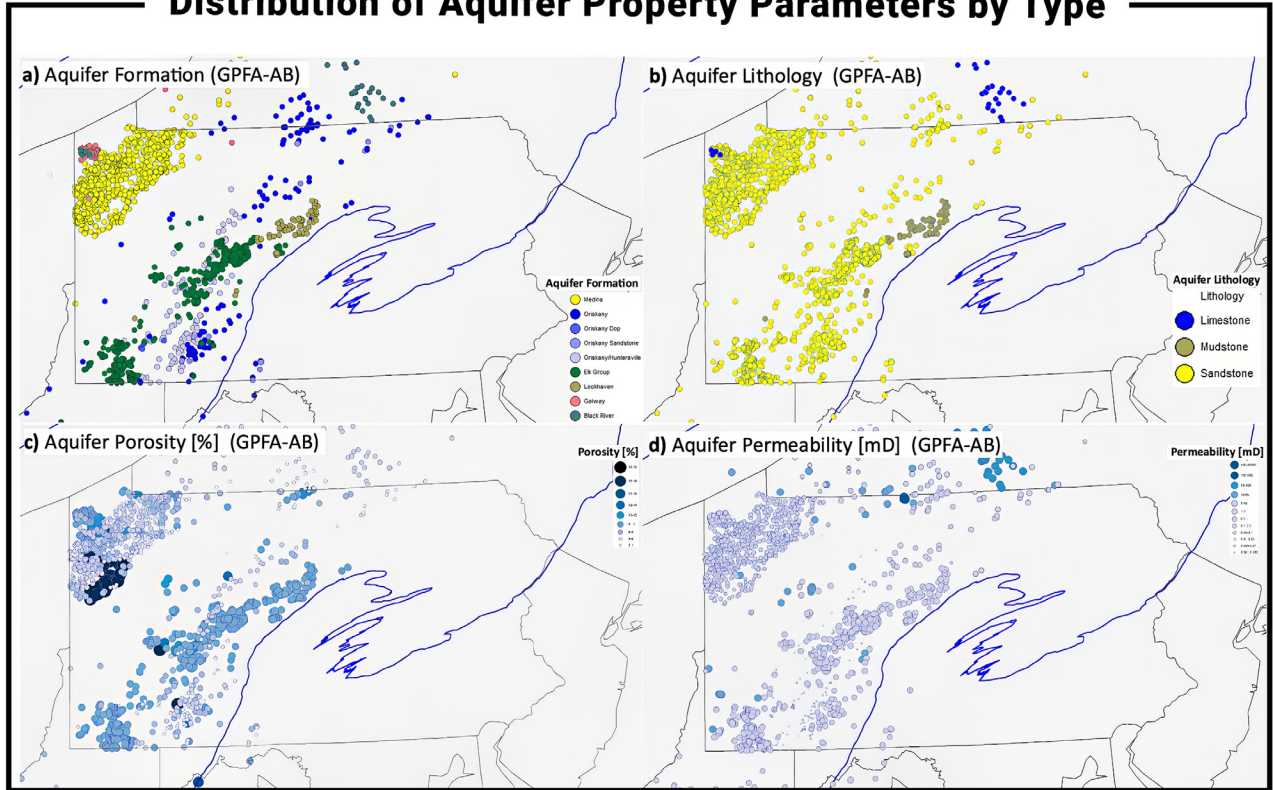 Distribution of Aquifer Property Parameters by Type
a) Aquifer Formation (GPFA-AB)
Aquifer Formation
Medina
Oriskany
Oriskany Dop
Oriskany Sandstone
Oriskany/Huntersville
Elk Group
Lockhaven
Galway
Black River
b) Aquifer Lithology (GPFA-AB)
Aquifer Lithology
Lithology
Limestone
Mudstone
Sandstone
c) Aquifer Porosity [%] (GPFA-AB)
Porosity [%]
d) Aquifer Permeability [mD] (GPFA-AB)
Permeability [mD]